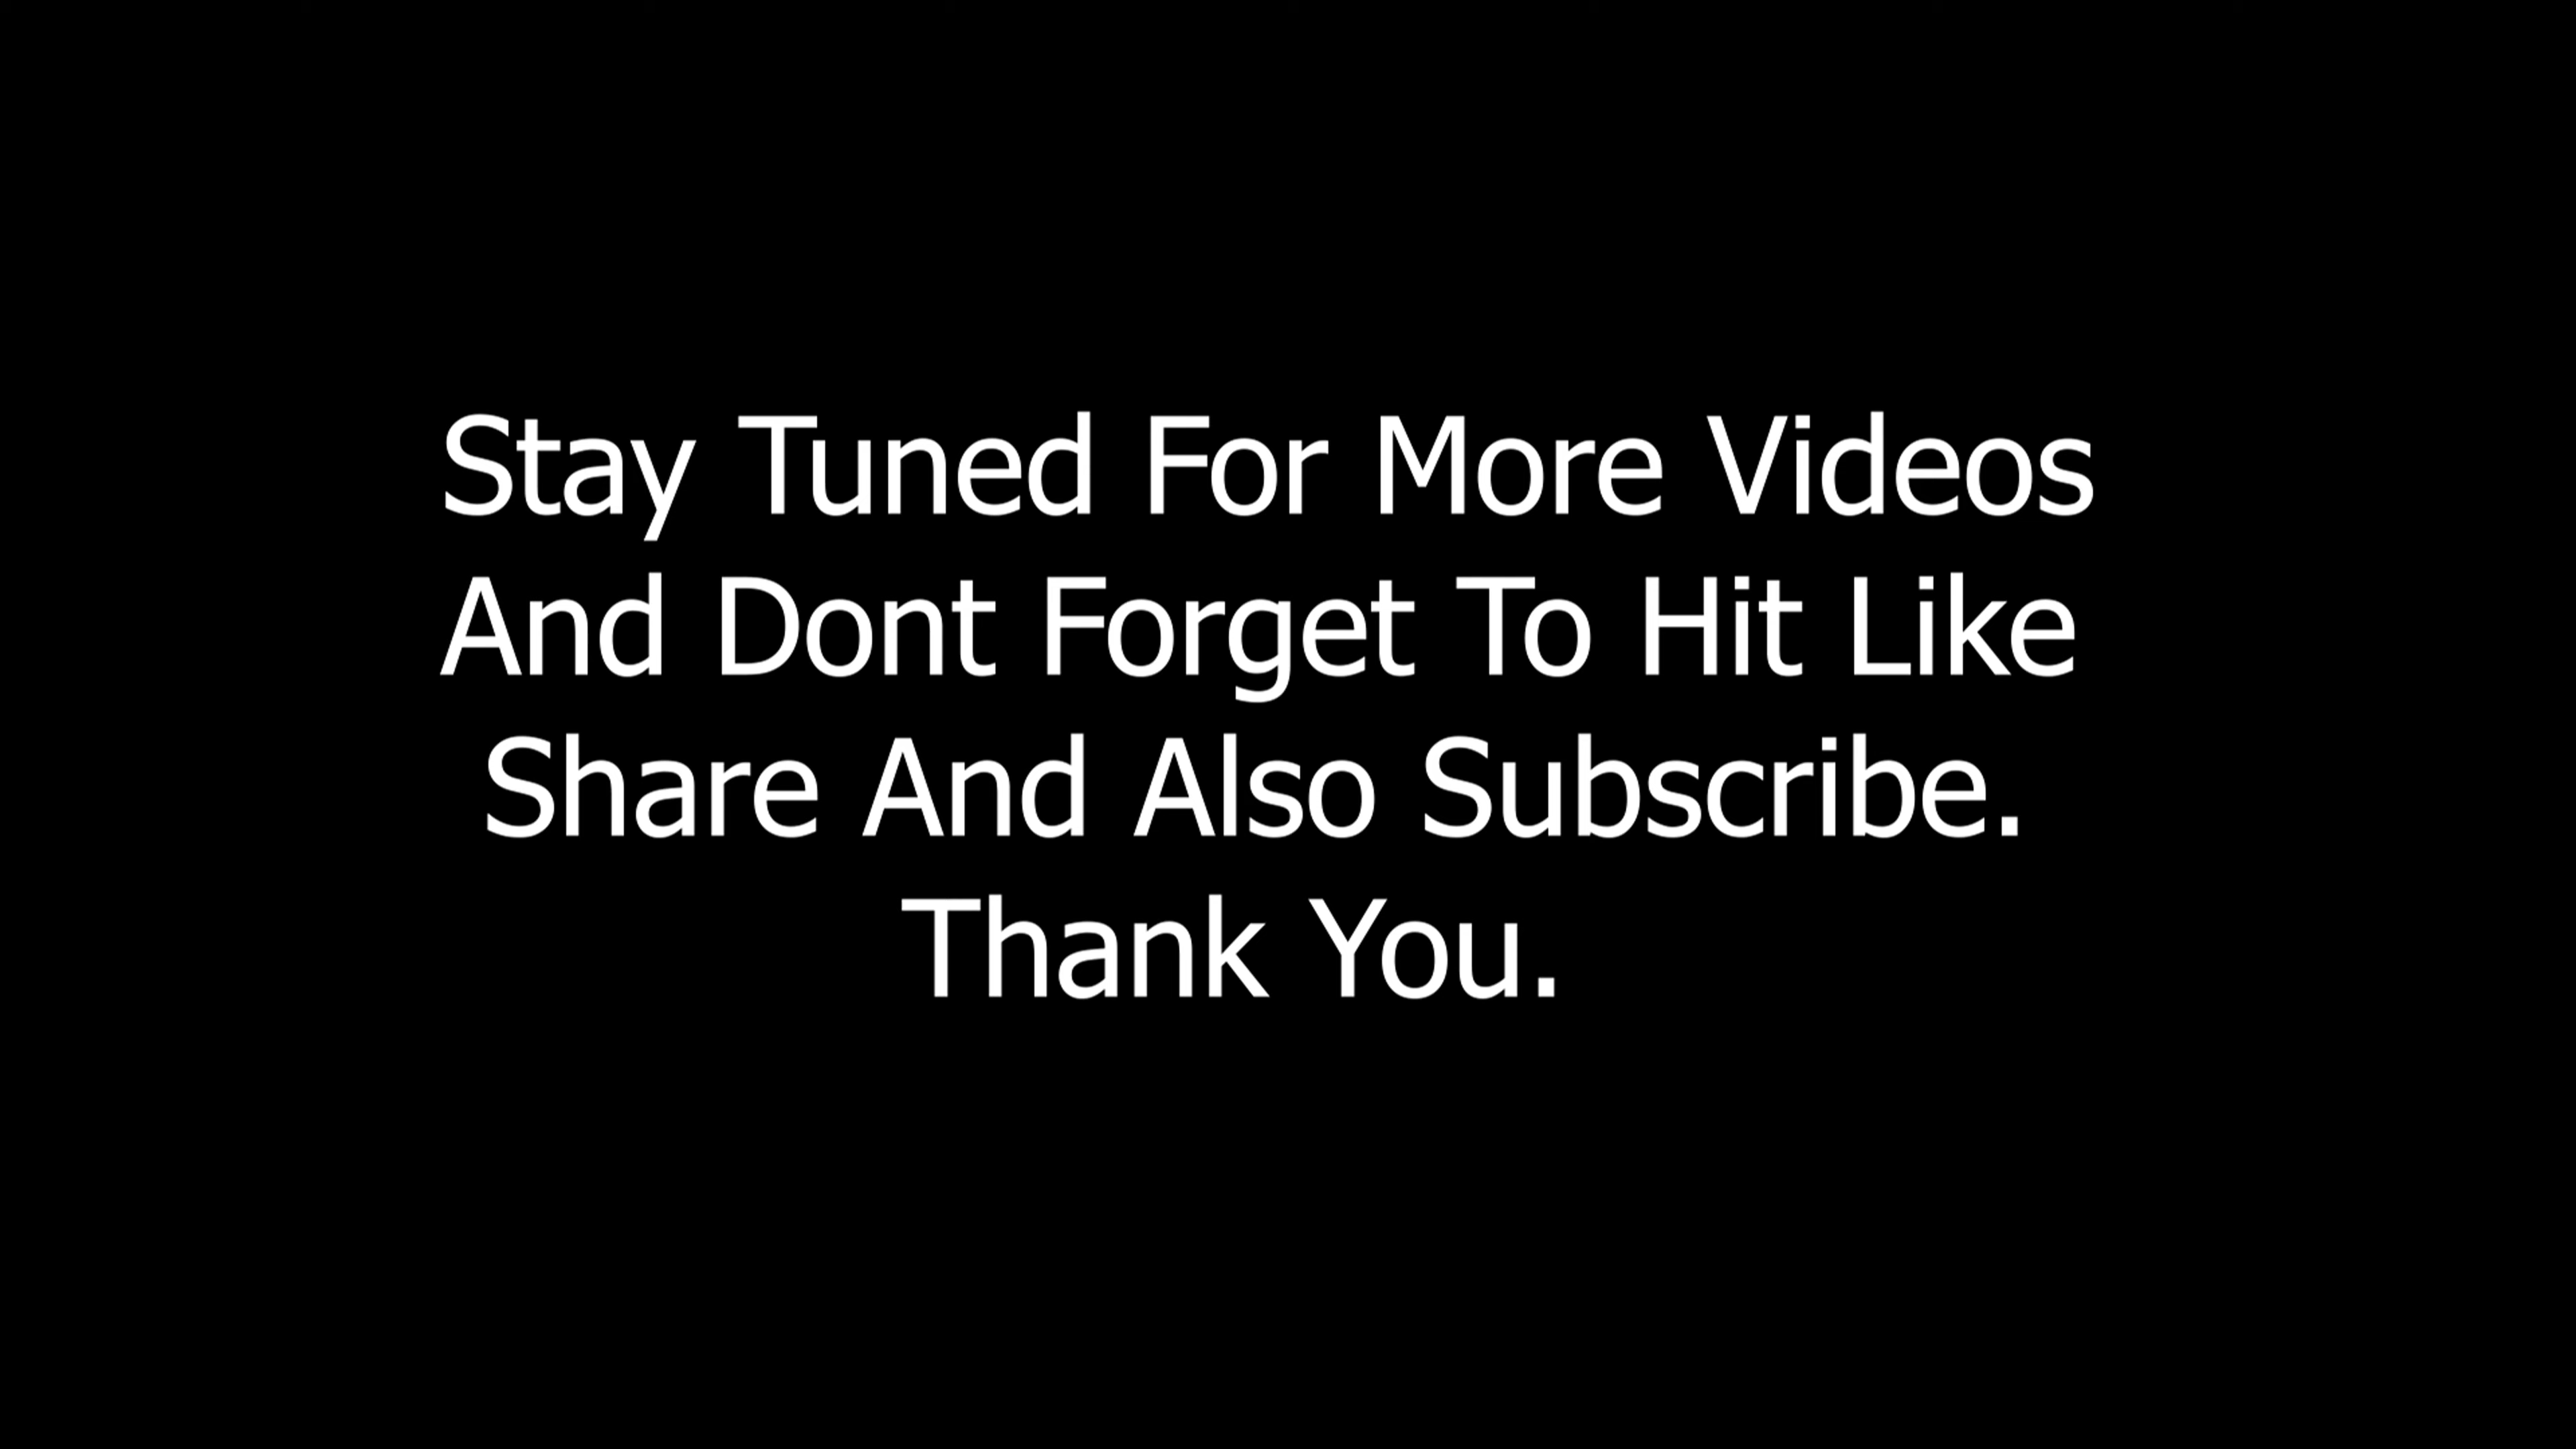 Stay Tuned For More Videos
And Dont Forget To Hit Like
Share And Also Subscribe.
Thank You.